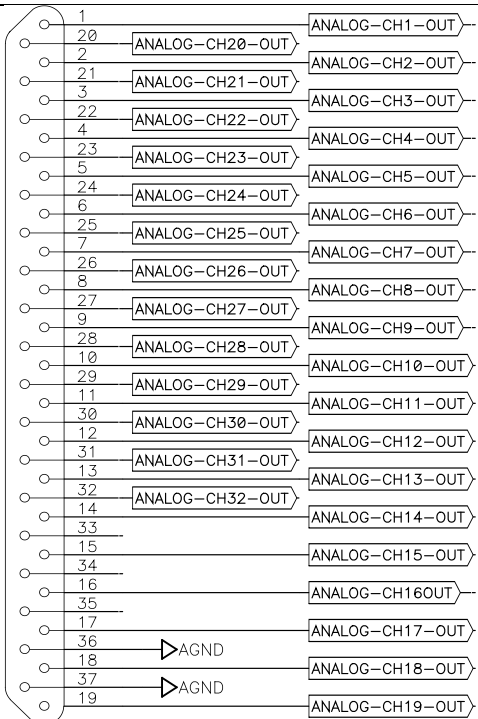 1 ANALOG-CH1-OUT
20 ANALOG-CH20-OUT
2 ANALOG-CH2-OUT
21 ANALOG-CH21-OUT
3 ANALOG-CH3-OUT
22 ANALOG-CH22-OUT
4 ANALOG-CH4-OUT
23 ANALOG-CH23-OUT
5 ANALOG-CH5-OUT
24 ANALOG-CH24-OUT
6 ANALOG-CH6-OUT
25 ANALOG-CH25-OUT
7 ANALOG-CH7-OUT
26 ANALOG-CH26-OUT
8 ANALOG-CH8-OUT
27 ANALOG-CH27-OUT
9 ANALOG-CH9-OUT
28 ANALOG-CH28-OUT
10 ANALOG-CH10-OUT
29 ANALOG-CH29-OUT
11 ANALOG-CH11-OUT
30 ANALOG-CH30-OUT
12 ANALOG-CH12-OUT
31 ANALOG-CH31-OUT
13 ANALOG-CH13-OUT
32 ANALOG-CH32-OUT
14 ANALOG-CH14-OUT
33
15 ANALOG-CH15-OUT
34
16 ANALOG-CH16OUT
35
17 ANALOG-CH17-OUT
36 AGND
18 ANALOG-CH18-OUT
37 AGND
19 ANALOG-CH19-OUT